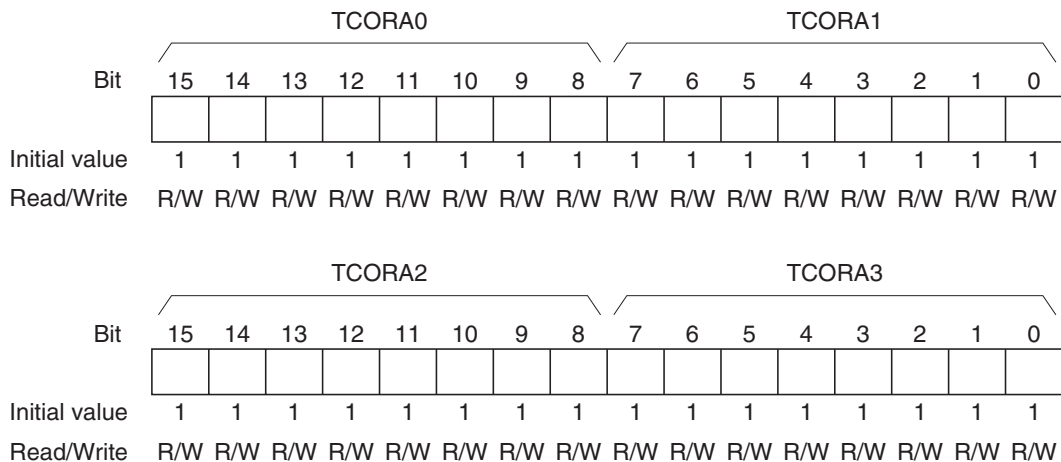 TCORA0 TCORA1
Bit 15 14 13 12 11 10 9 8 7 6 5 4 3 2 1 0
Initial value 1 1 1 1 1 1 1 1 1 1 1 1 1 1 1 1
Read/Write R/W R/W R/W R/W R/W R/W R/W R/W R/W R/W R/W R/W R/W R/W R/W R/W
TCORA2 TCORA3
Bit 15 14 13 12 11 10 9 8 7 6 5 4 3 2 1 0
Initial value 1 1 1 1 1 1 1 1 1 1 1 1 1 1 1 1
Read/Write R/W R/W R/W R/W R/W R/W R/W R/W R/W R/W R/W R/W R/W R/W R/W R/W